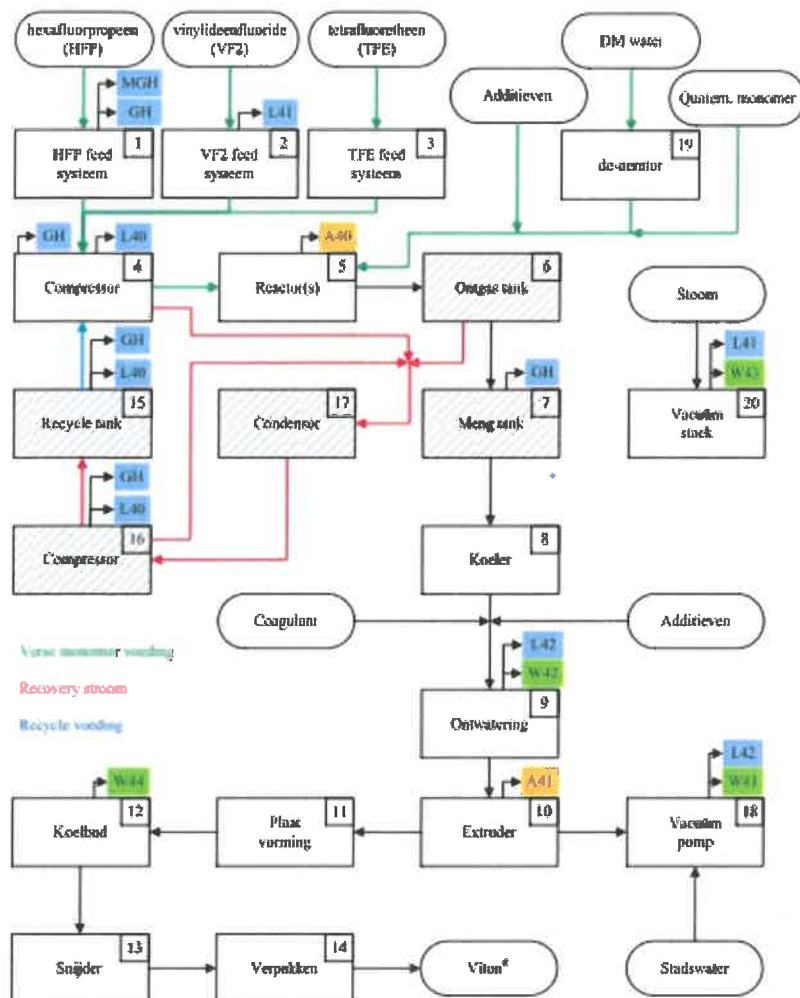 hexafluorpropeen
(HFP)
vinylideenfluoride
(VF2)
tetrafluoretheen
(TFE)
DM water
Additieven
Quatern. monomer
MGH
GH
L41
1
HFP feed
systeem
2
VF2 feed
systeem
3
TFE feed
systeem
19
de-aerator
GH
L40
A40
4
Compressor
5
Reactor(s)
6
Ontgas tank
Stoom
GH
L40
GH
L41
W43
15
Recycle tank
17
Condensor
7
Meng tank
20
Vacuüm
stack
GH
L40
16
Compressor
8
Koeler
Coagulant
Additieven
Verse monomer voeding
Recovery stroom
Recycle voeding
L42
W42
9
Ontwatering
W44
A41
L42
W41
12
Koelbad
11
Plaat
vorming
10
Extruder
18
Vacuüm
pomp
13
Snijder
14
Verpakken
Viton®
Stadswater